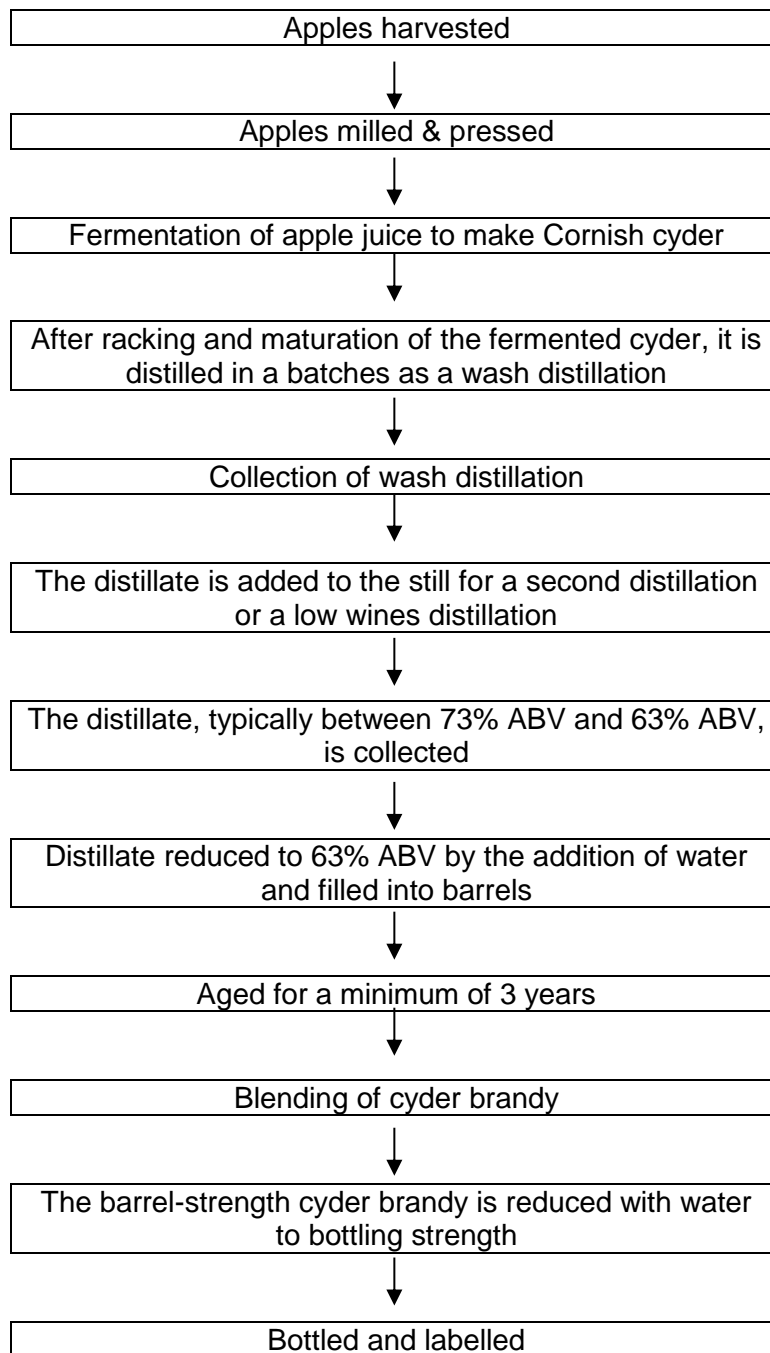 Apples harvested
Apples milled & pressed
Fermentation of apple juice to make Cornish cyder
After racking and maturation of the fermented cyder, it is
distilled in a batches as a wash distillation
Collection of wash distillation
The distillate is added to the still for a second distillation
or a low wines distillation
The distillate, typically between 73% ABV and 63% ABV,
is collected
Distillate reduced to 63% ABV by the addition of water
and filled into barrels
Aged for a minimum of 3 years
Blending of cyder brandy
The barrel-strength cyder brandy is reduced with water
to bottling strength
Bottled and labelled